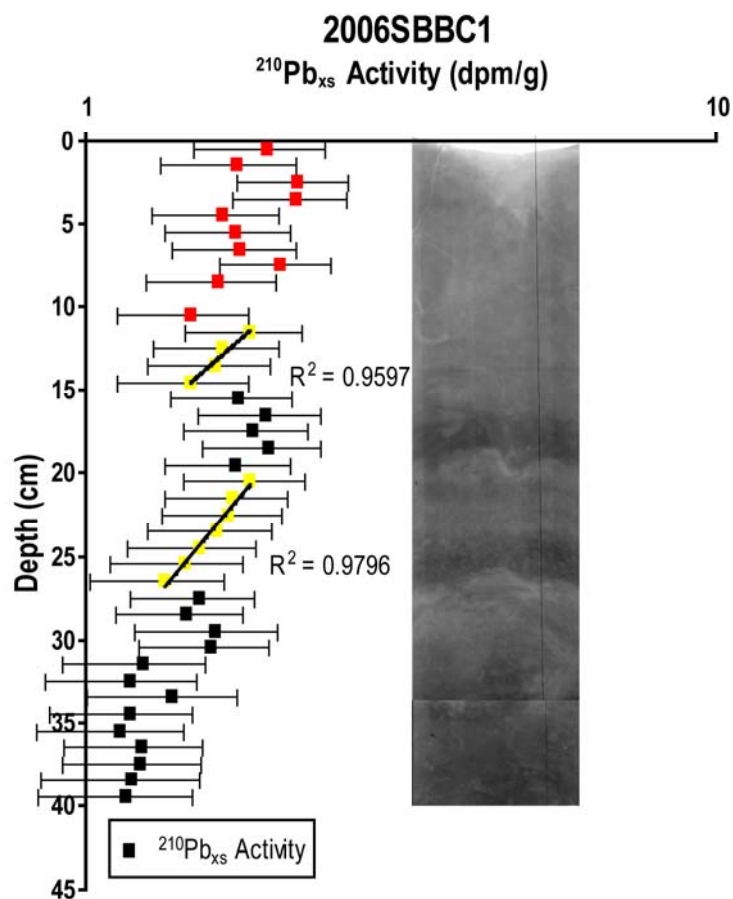 2006SBBC1
²¹⁰Pbₓₛ Activity (dpm/g)
1 10
0
5
10
15
20
25
30
35
40
45
Depth (cm)
R² = 0.9597
R² = 0.9796
²¹⁰Pbₓₛ Activity